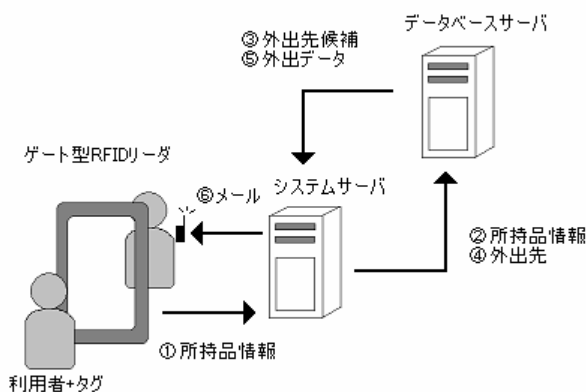 データベースサーバ
③外出先候補
⑤外出データ
ゲート型RFIDリーダ
⑥メール
システムサーバ
②所持品情報
④外出先
①所持品情報
利用者+タグ